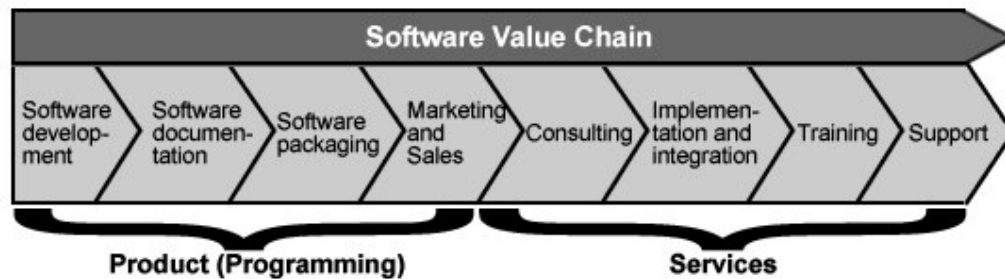 Software Value Chain
Software
develop-
ment
Software
documen-
tation
Software
packaging
Marketing
and
Sales
Consulting
Implemen-
tation and
integration
Training
Support
Product (Programming)
Services